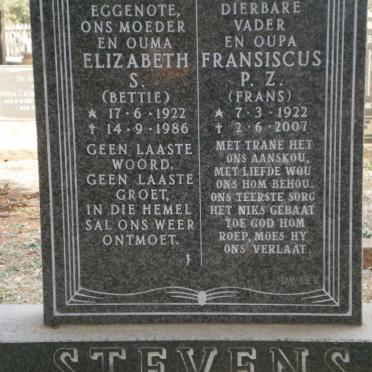 EGGENOTE,
ONS MOEDER
EN OUMA
ELIZABETH
S.
(BETTIE)
★ 17·6·1922
† 14·9·1986
GEEN LAASTE
WOORD,
GEEN LAASTE
GROET,
IN DIE HEMEL
SAL ONS WEER
ONTMOET.
DIERBARE
VADER
EN OUPA
FRANSISCUS
P. Z.
(FRANS)
★ 7·3·1922
† 2·6·2007
MET TRANE HET
ONS AANSKOU,
MET LIEFDE WOU
ONS HOM BEHOU.
ONS TEERSTE SORG
HET NIKS GEBAAT
TOE GOD HOM
ROEP, MOES HY
ONS VERLAAT
STEVENS